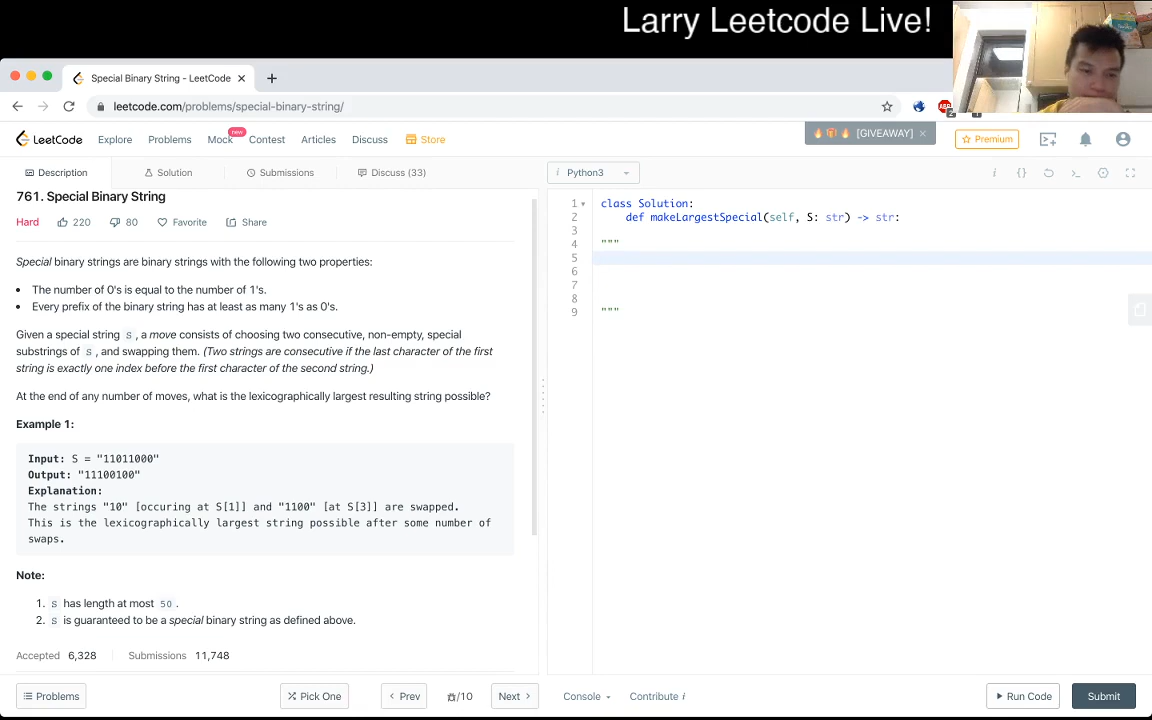 Larry Leetcode Live!
Special Binary String - LeetCode
leetcode.com/problems/special-binary-string/
LeetCode Explore Problems Mock new Contest Articles Discuss Store
[GIVEAWAY] ×
Premium
Description Solution Submissions Discuss (33)
Python3
761. Special Binary String
Hard 220 80 Favorite Share
Special binary strings are binary strings with the following two properties:
• The number of 0's is equal to the number of 1's.
• Every prefix of the binary string has at least as many 1's as 0's.
Given a special string S, a move consists of choosing two consecutive, non-empty, special
substrings of S, and swapping them. (Two strings are consecutive if the last character of the first
string is exactly one index before the first character of the second string.)
At the end of any number of moves, what is the lexicographically largest resulting string possible?
Example 1:
Input: S = "11011000"
Output: "11100100"
Explanation:
The strings "10" [occuring at S[1]] and "1100" [at S[3]] are swapped.
This is the lexicographically largest string possible after some number of
swaps.
Note:
1. S has length at most 50.
2. S is guaranteed to be a special binary string as defined above.
Accepted 6,328 Submissions 11,748
1 class Solution:
2 def makeLargestSpecial(self, S: str) -> str:
3
4 """
5
6
7
8
9 """
Problems Pick One < Prev /10 Next > Console Contribute i Run Code Submit